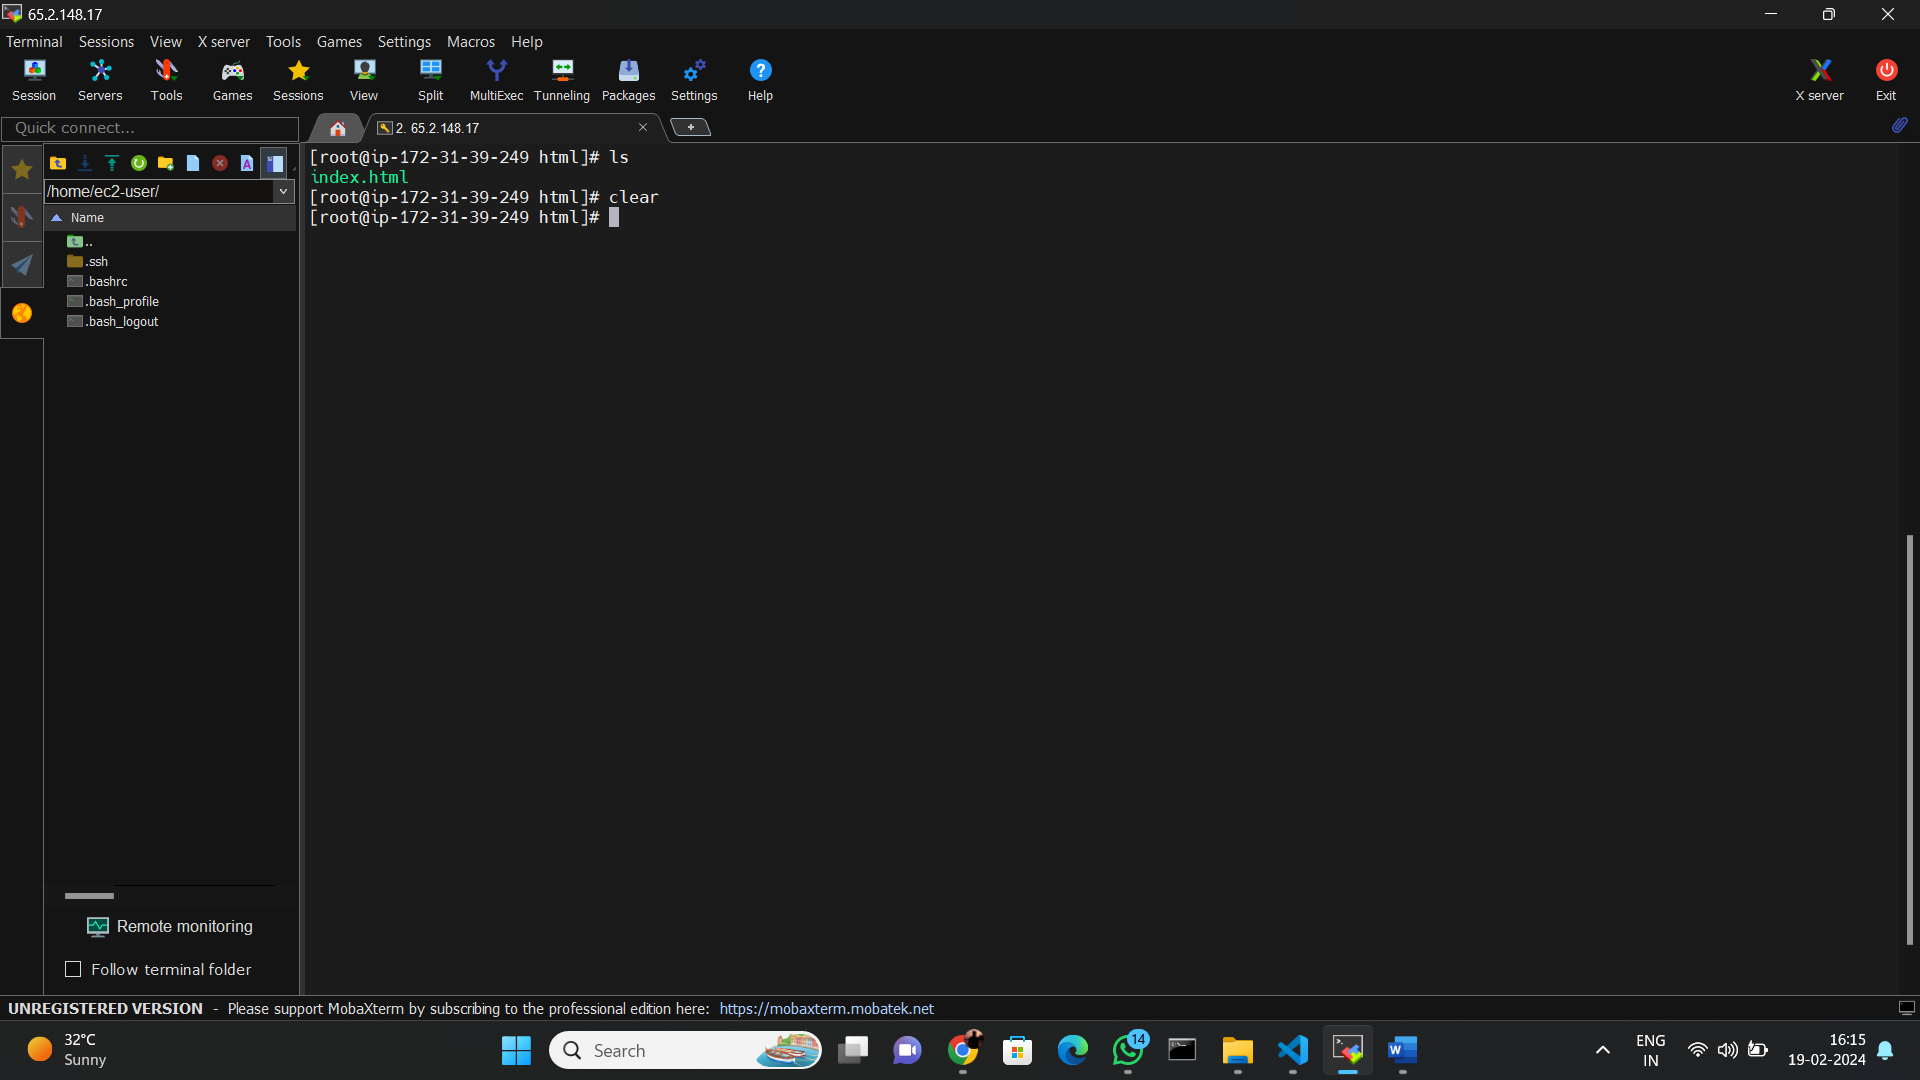 65.2.148.17
Terminal Sessions View X server Tools Games Settings Macros Help
Session Servers Tools Games Sessions View Split MultiExec Tunneling Packages Settings Help X server Exit
Quick connect...
2. 65.2.148.17
/home/ec2-user/
Name
..
.ssh
.bashrc
.bash_profile
.bash_logout
[root@ip-172-31-39-249 html]# ls
index.html
[root@ip-172-31-39-249 html]# clear
[root@ip-172-31-39-249 html]#
Remote monitoring
Follow terminal folder
UNREGISTERED VERSION - Please support MobaXterm by subscribing to the professional edition here: https://mobaxterm.mobatek.net
32°C
Sunny
Search
14
ENG
IN
16:15
19-02-2024